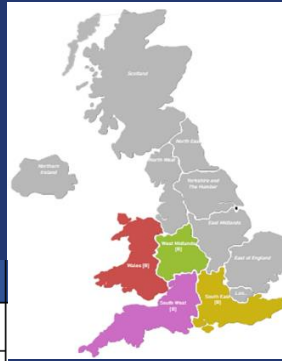 Scotland
North East
Northern
Ireland
North West
Yorkshire and
The Humber
East Midlands
West Midlands
[R]
East of England
Wales [R]
South West
[R]
South East
[R]